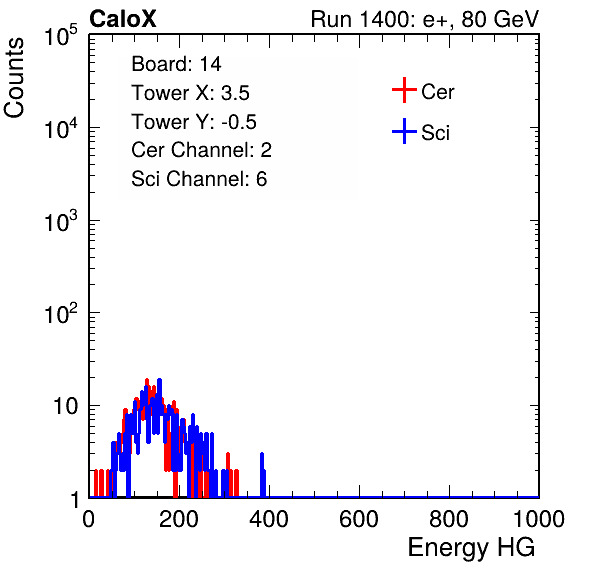 CaloX Run 1400: e+, 80 GeV
Counts
10^5
10^4
10^3
10^2
10
1
Board: 14
Tower X: 3.5
Tower Y: -0.5
Cer Channel: 2
Sci Channel: 6
Cer
Sci
0 200 400 600 800 1000
Energy HG